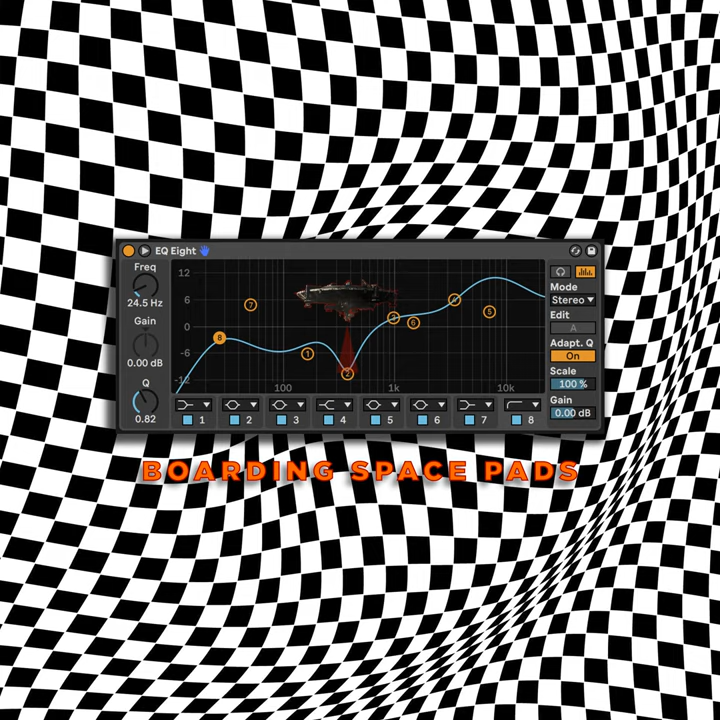 EQ Eight
Freq
24.5 Hz
Gain
0.00 dB
Q
0.82
12
6
0
-6
-12
100
1k
10k
8
7
1
2
3
4
6
5
Mode
Stereo
Edit
A
Adapt. Q
On
Scale
100 %
Gain
0.00 dB
1 2 3 4 5 6 7 8
BOARDING SPACE PADS